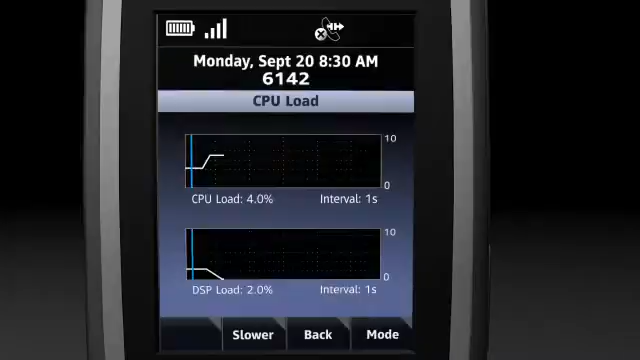 Monday, Sept 20 8:30 AM
6142
CPU Load
10
0
CPU Load: 4.0% Interval: 1s
10
0
DSP Load: 2.0% Interval: 1s
Slower Back Mode